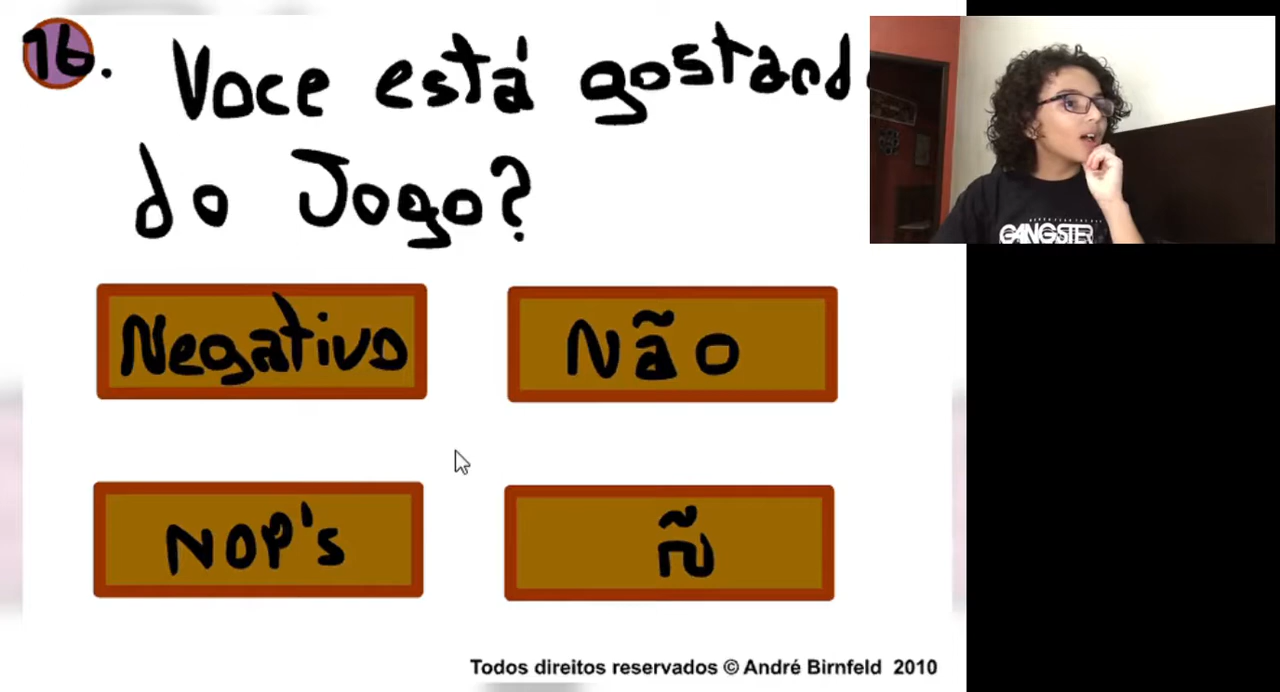 16. Voce está gostand
do Jogo?
Negativo
Não
NOP's
ñ
GANGSTER
Todos direitos reservados © André Birnfeld 2010